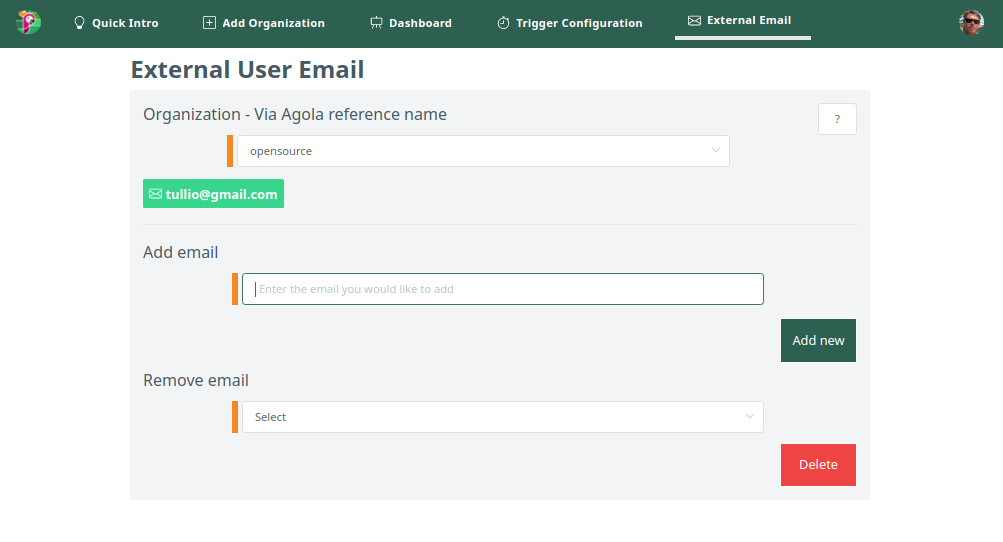 Quick Intro
Add Organization
Dashboard
Trigger Configuration
External Email
External User Email
Organization - Via Agola reference name
?
opensource
tullio@gmail.com
Add email
Enter the email you would like to add
Add new
Remove email
Select
Delete